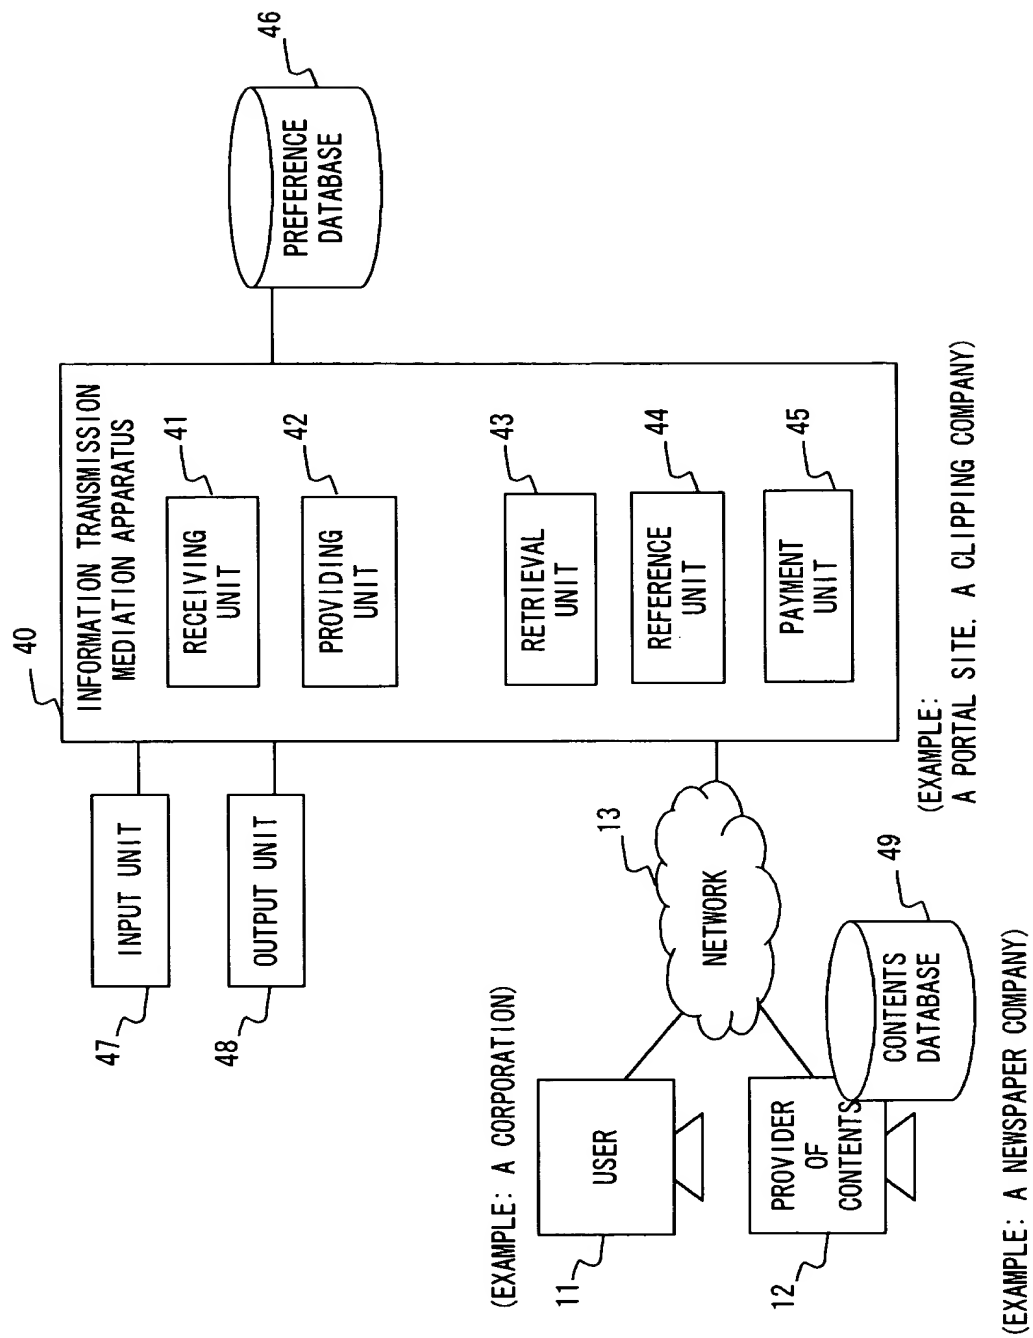 40
INFORMATION TRANSMISSION
MEDIATION APPARATUS
47
INPUT UNIT
48
OUTPUT UNIT
41
RECEIVING
UNIT
42
PROVIDING
UNIT
43
RETRIEVAL
UNIT
44
REFERENCE
UNIT
45
PAYMENT
UNIT
46
PREFERENCE
DATABASE
(EXAMPLE:
A PORTAL SITE. A CLIPPING COMPANY)
13
NETWORK
(EXAMPLE: A CORPORATION)
USER
11
PROVIDER
OF
CONTENTS
12
CONTENTS
DATABASE
49
(EXAMPLE: A NEWSPAPER COMPANY)